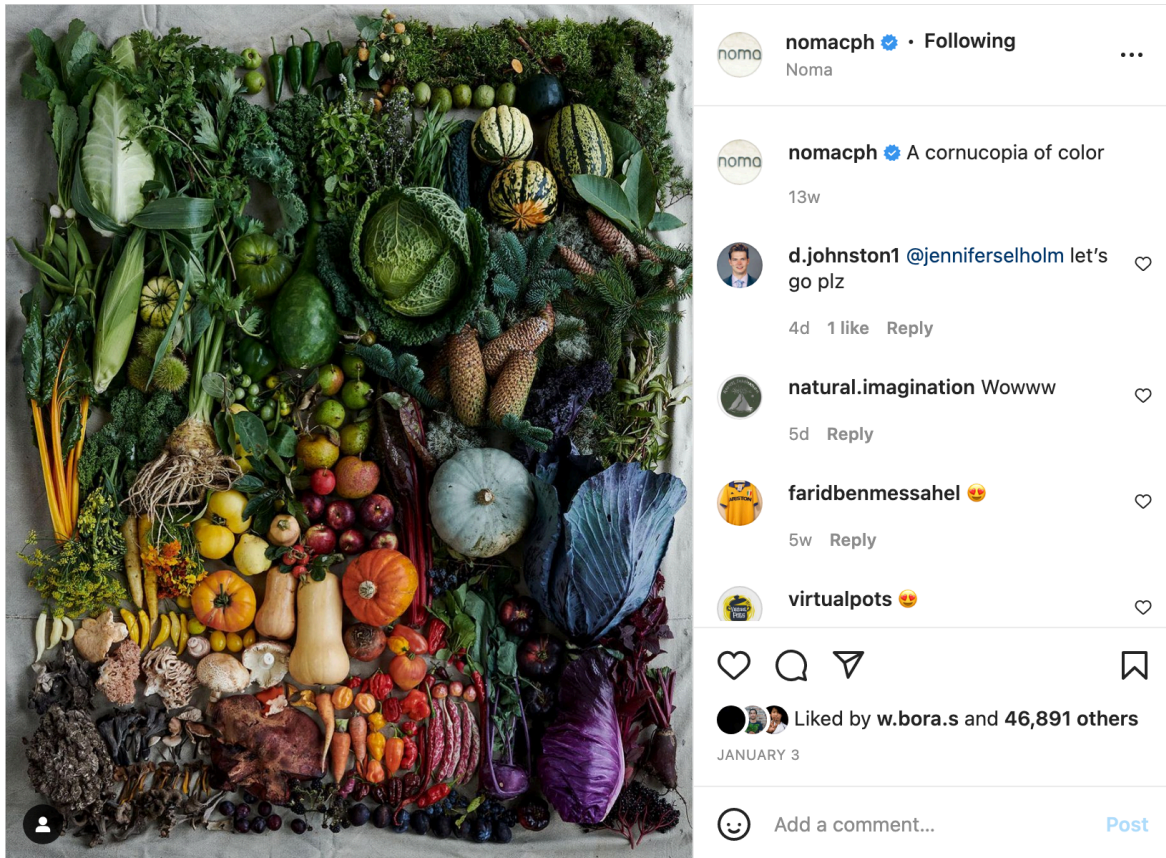 noma
nomacph • Following
Noma
noma
nomacph A cornucopia of color
13w
d.johnston1 @jenniferselholm let’s
go plz
4d 1 like Reply
natural.imagination Wowww
5d Reply
faridbenmessahel 😍
5w Reply
virtualpots 😍
Liked by w.bora.s and 46,891 others
JANUARY 3
Add a comment... Post